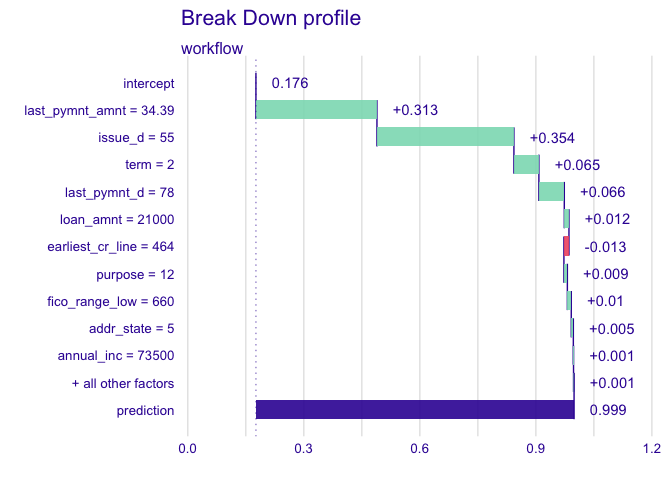 Break Down profile
workflow
intercept 0.176
last_pymnt_amnt = 34.39 +0.313
issue_d = 55 +0.354
term = 2 +0.065
last_pymnt_d = 78 +0.066
loan_amnt = 21000 +0.012
earliest_cr_line = 464 -0.013
purpose = 12 +0.009
fico_range_low = 660 +0.01
addr_state = 5 +0.005
annual_inc = 73500 +0.001
+ all other factors +0.001
prediction 0.999
0.0 0.3 0.6 0.9 1.2